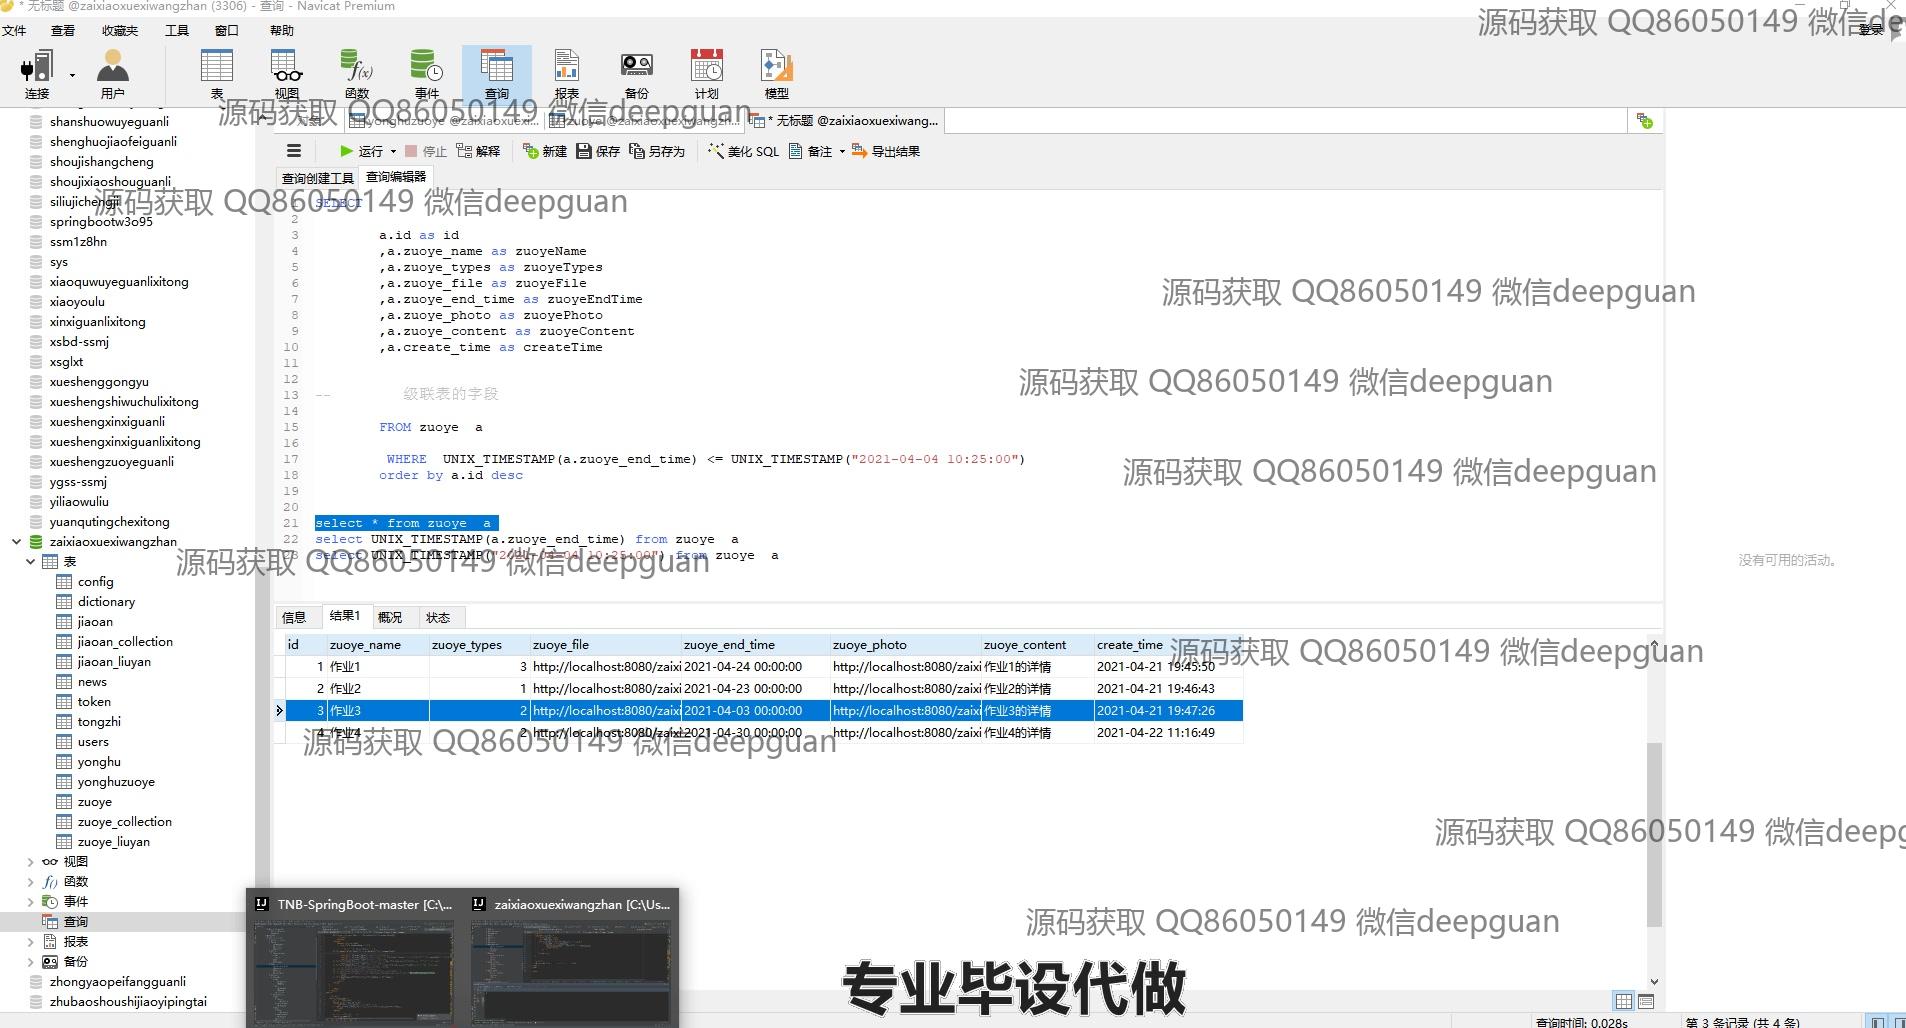 * 无标题 @zaixiaoxuexiwangzhan (3306) - 查询 - Navicat Premium
文件 查看 收藏夹 工具 窗口 帮助
登录
源码获取 QQ86050149 微信de
连接 用户 表 视图 函数 事件 查询 报表 备份 计划 模型
源码获取 QQ86050149 微信deepguan
对象 yonghuzuoye @zaixiaoxuexi... zuoye @zaixiaoxuexiwangzh... * 无标题 @zaixiaoxuexiwang...
运行 停止 解释 新建 保存 另存为 美化 SQL 备注 导出结果
查询创建工具 查询编辑器
源码获取 QQ86050149 微信deepguan
shanshuowuyeguanli
shenghuojiaofeiguanli
shoujishangcheng
shoujixiaoshouguanli
siliujichengji
springbootw3o95
ssm1z8hn
sys
xiaoquwuyeguanlixitong
xiaoyoulu
xinxiguanlixitong
xsbd-ssmj
xsglxt
xueshenggongyu
xueshengshiwuchulixitong
xueshengxinxiguanli
xueshengxinxiguanlixitong
xueshengzuoyeguanli
ygss-ssmj
yiliaowuliu
yuanqutingchexitong
zaixiaoxuexiwangzhan
表
config
dictionary
jiaoan
jiaoan_collection
jiaoan_liuyan
news
token
tongzhi
users
yonghu
yonghuzuoye
zuoye
zuoye_collection
zuoye_liuyan
视图
函数
事件
查询
报表
备份
zhongyaopeifangguanli
zhubaoshoushijiaoyipingtai
SELECT
2
3 a.id as id
4 ,a.zuoye_name as zuoyeName
5 ,a.zuoye_types as zuoyeTypes
6 ,a.zuoye_file as zuoyeFile
7 ,a.zuoye_end_time as zuoyeEndTime
8 ,a.zuoye_photo as zuoyePhoto
9 ,a.zuoye_content as zuoyeContent
10 ,a.create_time as createTime
11
12
13 -- 级联表的字段
14
15 FROM zuoye a
16
17 WHERE UNIX_TIMESTAMP(a.zuoye_end_time) <= UNIX_TIMESTAMP("2021-04-04 10:25:00")
18 order by a.id desc
19
20
21 select * from zuoye a
22 select UNIX_TIMESTAMP(a.zuoye_end_time) from zuoye a
23 select UNIX_TIMESTAMP("2021-04-04 10:25:00") from zuoye a
源码获取 QQ86050149 微信deepguan
源码获取 QQ86050149 微信deepguan
源码获取 QQ86050149 微信deepguan
源码获取 QQ86050149 微信deepguan
没有可用的活动。
信息 结果1 概况 状态
id zuoye_name zuoye_types zuoye_file zuoye_end_time zuoye_photo zuoye_content create_time
1 作业1 3 http://localhost:8080/zaixi 2021-04-24 00:00:00 http://localhost:8080/zaixi 作业1的详情 2021-04-21 19:45:50
2 作业2 1 http://localhost:8080/zaixi 2021-04-23 00:00:00 http://localhost:8080/zaixi 作业2的详情 2021-04-21 19:46:43
3 作业3 2 http://localhost:8080/zaixi 2021-04-03 00:00:00 http://localhost:8080/zaixi 作业3的详情 2021-04-21 19:47:26
4 作业4 2 http://localhost:8080/zaixi 2021-04-30 00:00:00 http://localhost:8080/zaixi 作业4的详情 2021-04-22 11:16:49
源码获取 QQ86050149 微信deepguan
源码获取 QQ86050149 微信deepguan
源码获取 QQ86050149 微信deepg
TNB-SpringBoot-master [C:\... zaixiaoxuexiwangzhan [C:\Us...
源码获取 QQ86050149 微信deepguan
专业毕设代做
查询时间: 0.028s 第 3 条记录 (共 4 条)